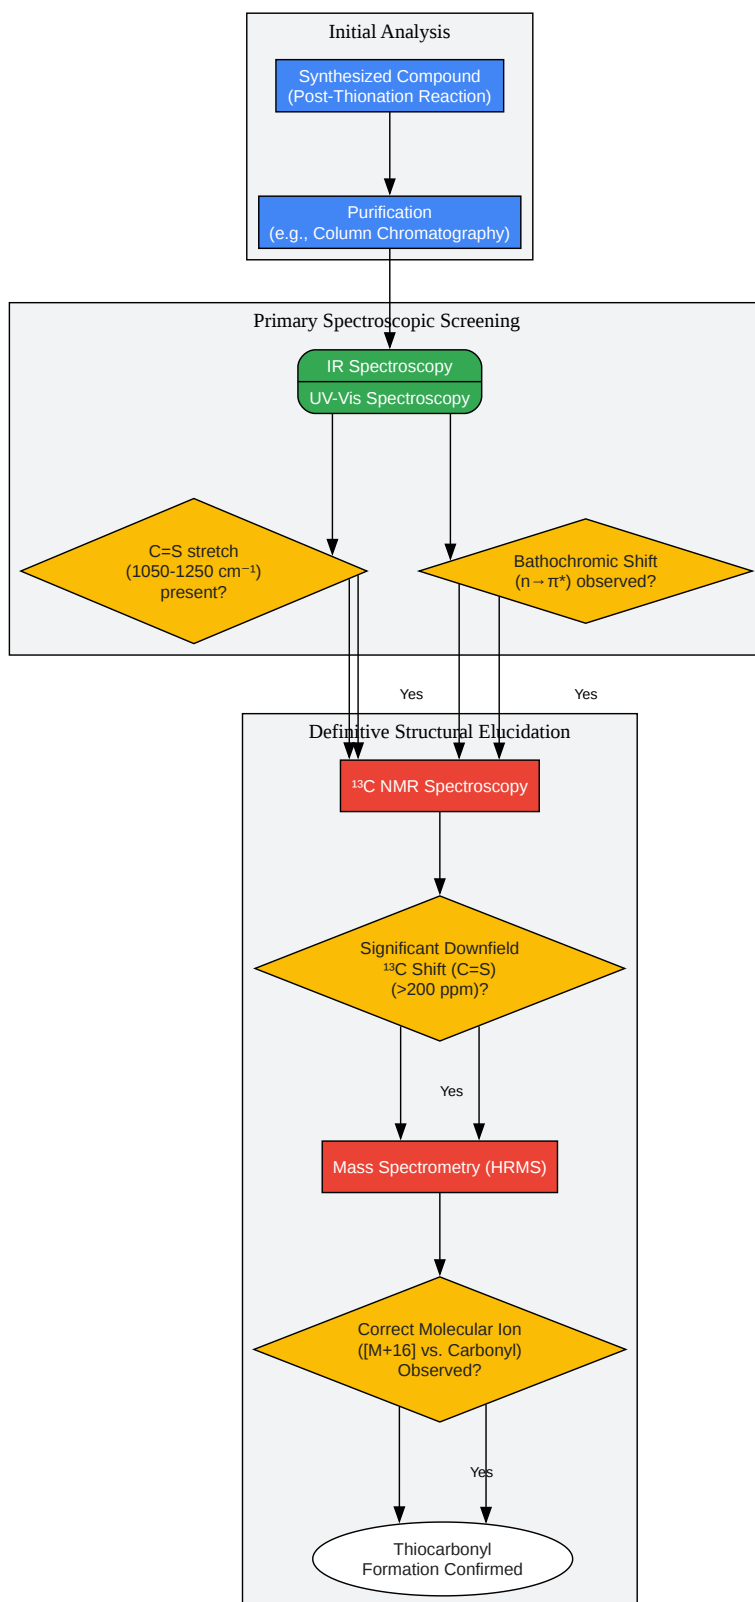 Initial Analysis
Synthesized Compound
(Post-Thionation Reaction)
Purification
(e.g., Column Chromatography)
Primary Spectroscopic Screening
IR Spectroscopy
UV-Vis Spectroscopy
C=S stretch
(1050-1250 cm⁻¹)
present?
Bathochromic Shift
(n→π*) observed?
Yes
Yes
Definitive Structural Elucidation
¹³C NMR Spectroscopy
Significant Downfield
¹³C Shift (C=S)
(>200 ppm)?
Yes
Mass Spectrometry (HRMS)
Correct Molecular Ion
([M+16] vs. Carbonyl)
Observed?
Yes
Thiocarbonyl
Formation Confirmed